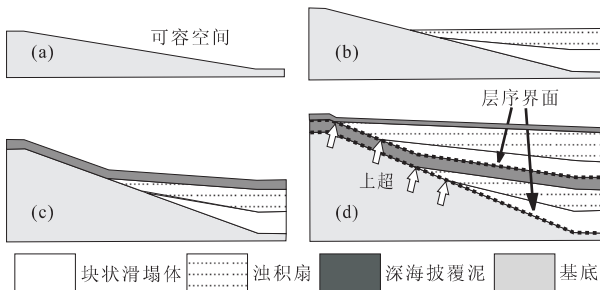 可容空间
(a)
(b)
层序界面
上超
(c)
(d)
块状滑塌体
浊积扇
深海披覆泥
基底